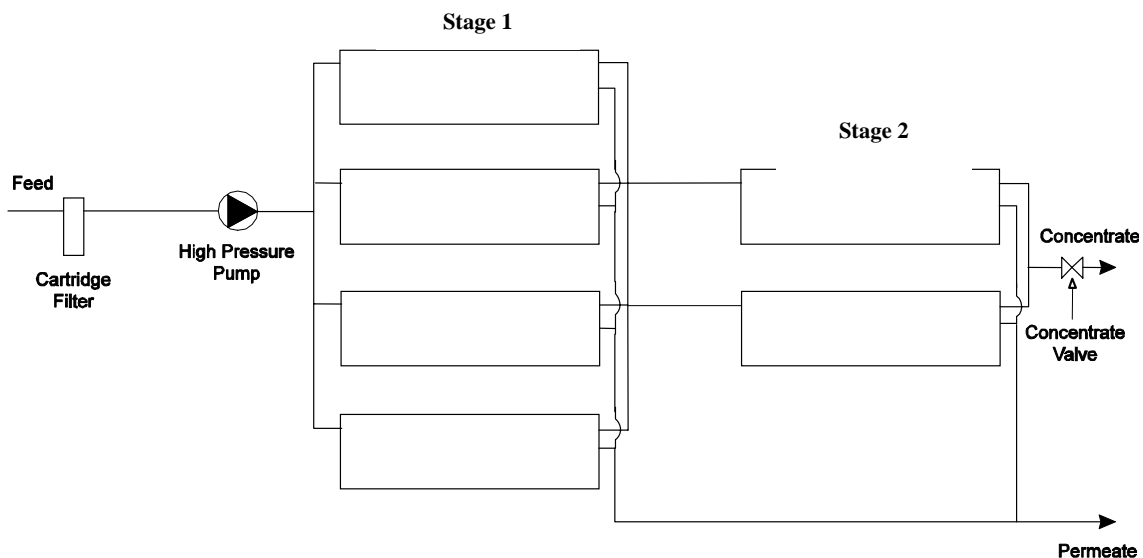 Stage 1
Stage 2
Feed
Cartridge
Filter
High Pressure
Pump
Concentrate
Concentrate
Valve
Permeate